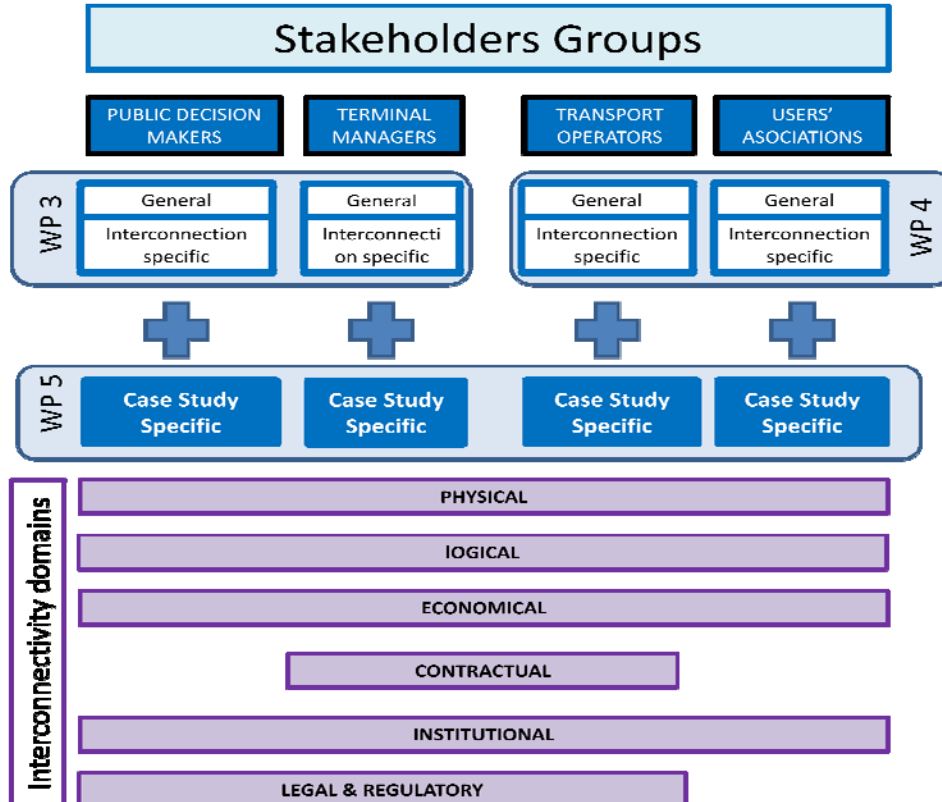 Stakeholders Groups
PUBLIC DECISION
MAKERS
TERMINAL
MANAGERS
TRANSPORT
OPERATORS
USERS'
ASOCIATIONS
WP 3
General
Interconnection
specific
General
Interconnecti
on specific
General
Interconnection
specific
General
Interconnection
specific
WP 4
WP 5
Case Study
Specific
Case Study
Specific
Case Study
Specific
Case Study
Specific
Interconnectivity domains
PHYSICAL
lOGICAL
ECONOMICAL
CONTRACTUAL
INSTITUTIONAL
LEGAL & REGULATORY